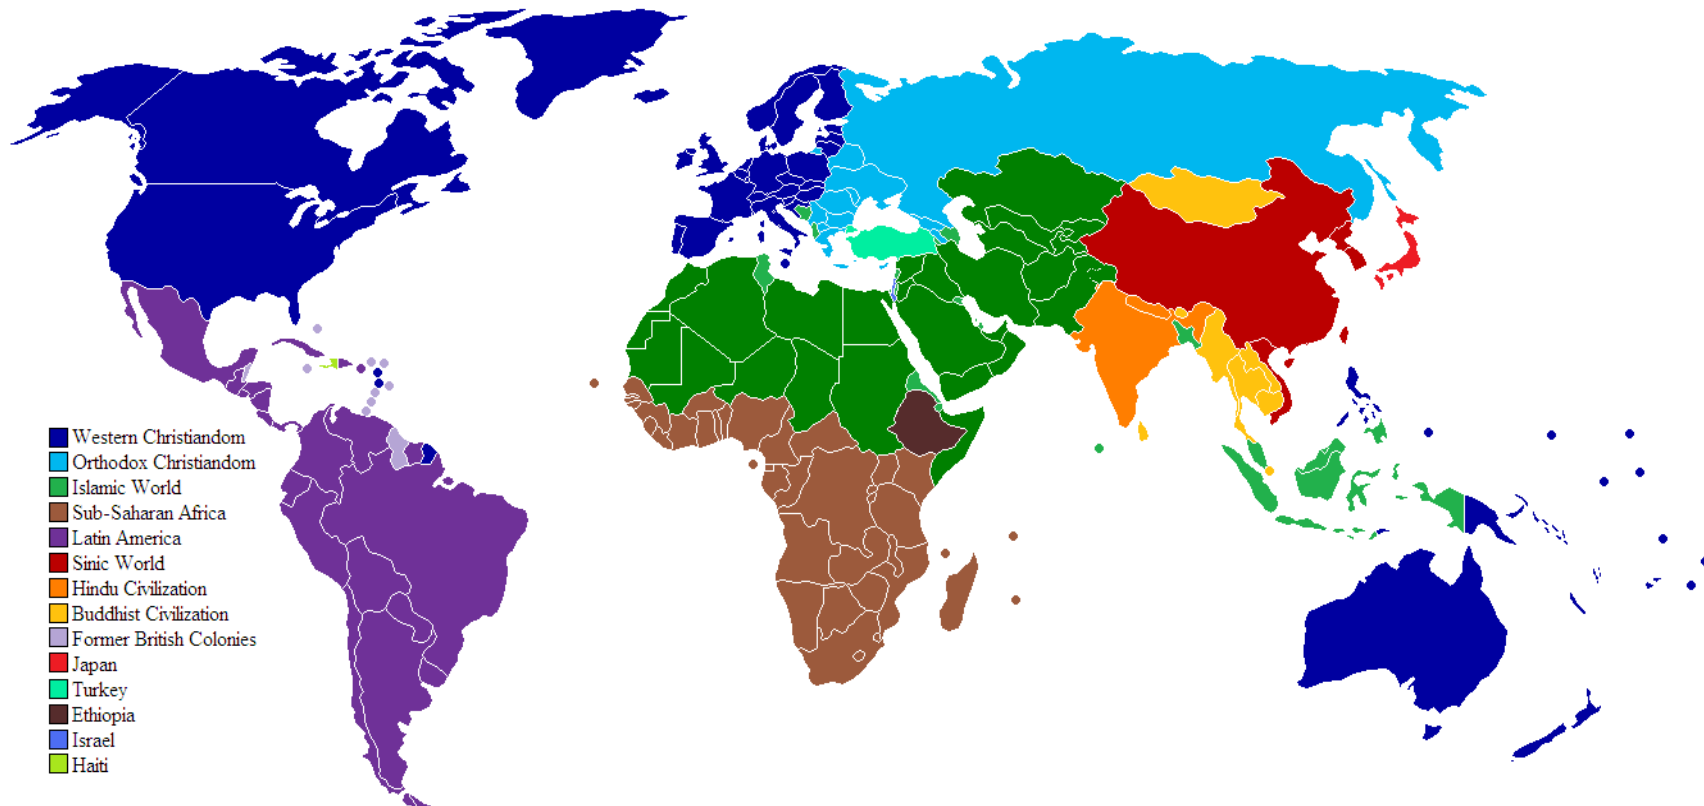 Western Christiandom
Orthodox Christiandom
Islamic World
Sub-Saharan Africa
Latin America
Sinic World
Hindu Civilization
Buddhist Civilization
Former British Colonies
Japan
Turkey
Ethiopia
Israel
Haiti